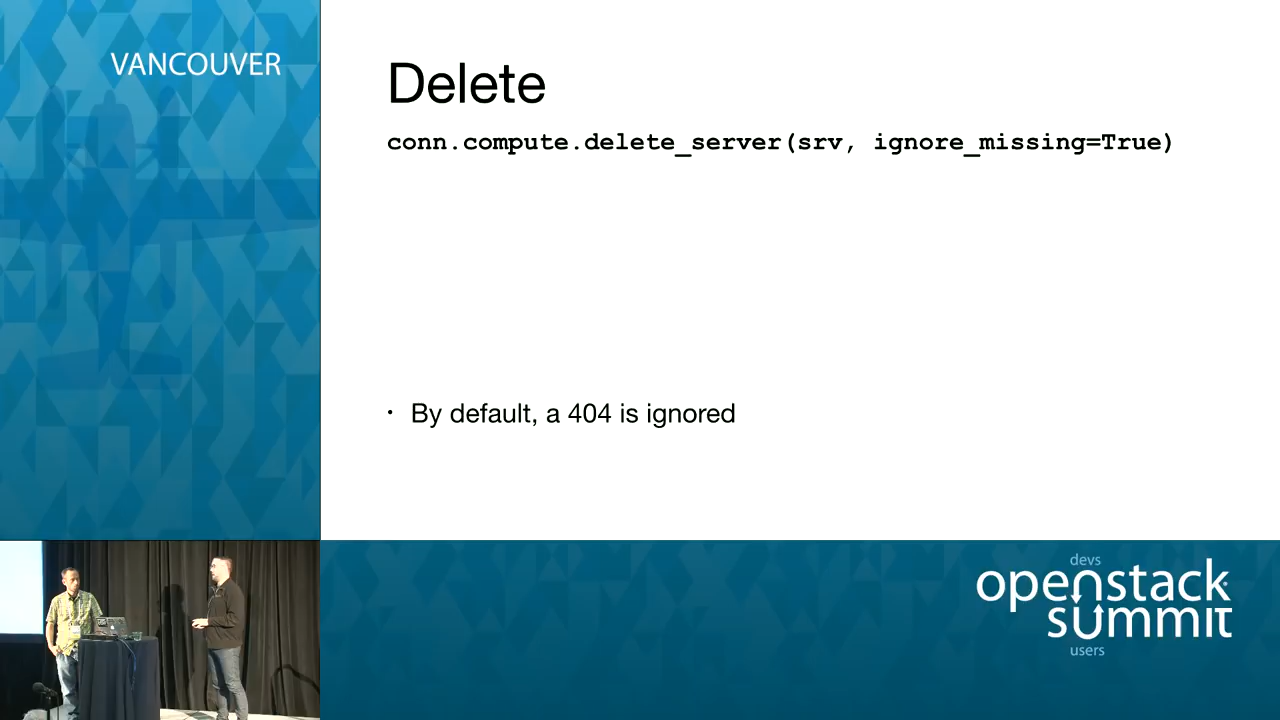 VANCOUVER
Delete
conn.compute.delete_server(srv, ignore_missing=True)
• By default, a 404 is ignored
devs
openstack
summit
users